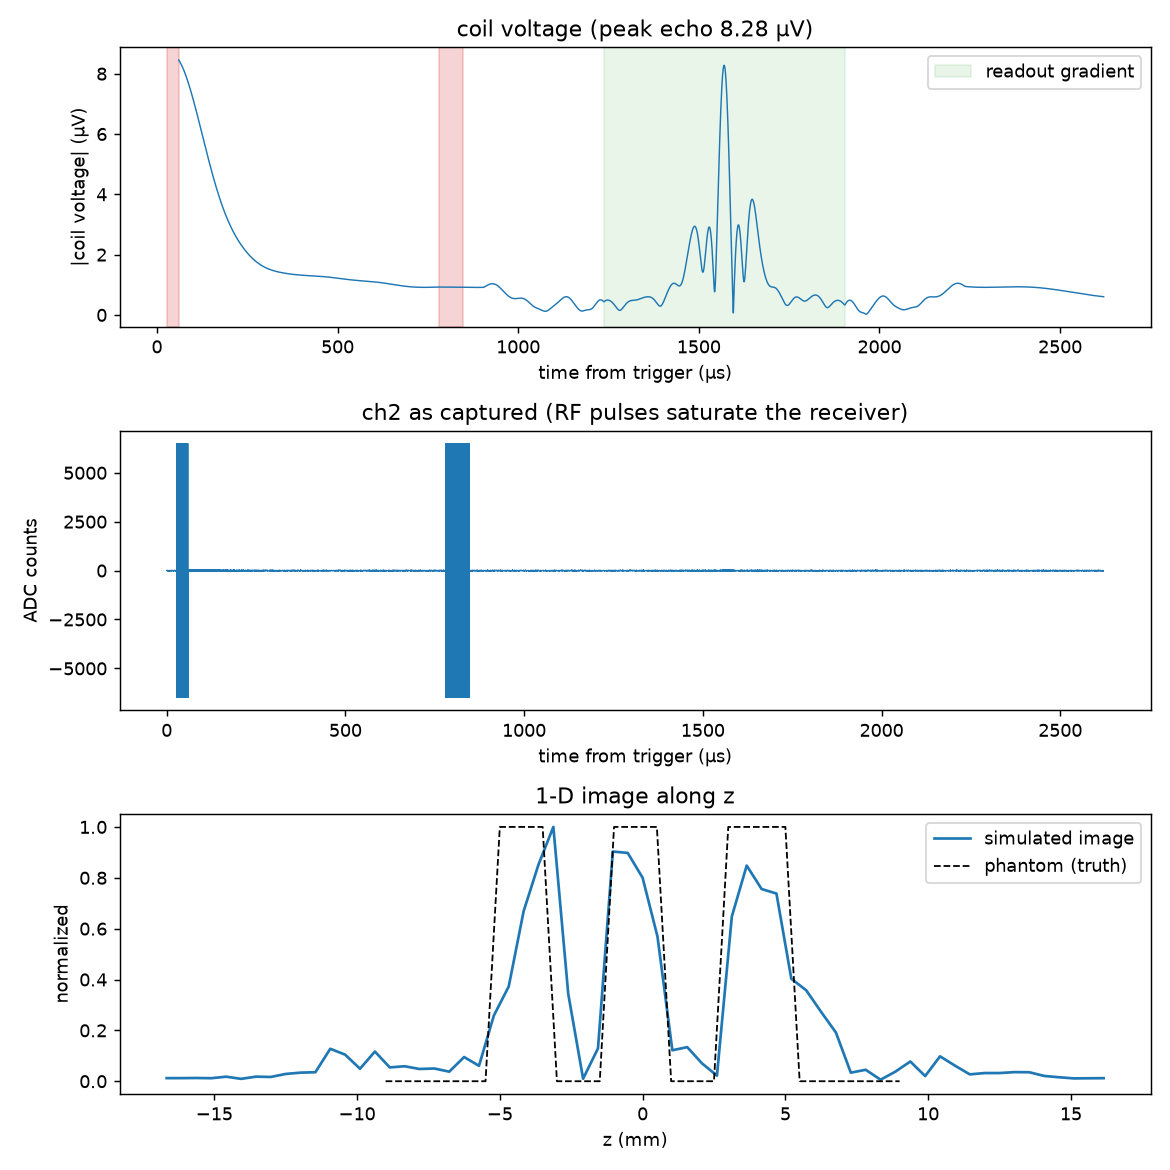 coil voltage (peak echo 8.28 µV)
readout gradient
|coil voltage| (µV)
8
6
4
2
0
0 500 1000 1500 2000 2500
time from trigger (µs)
ch2 as captured (RF pulses saturate the receiver)
ADC counts
5000
2500
0
−2500
−5000
0 500 1000 1500 2000 2500
time from trigger (µs)
1-D image along z
simulated image
phantom (truth)
normalized
1.0
0.8
0.6
0.4
0.2
0.0
−15 −10 −5 0 5 10 15
z (mm)